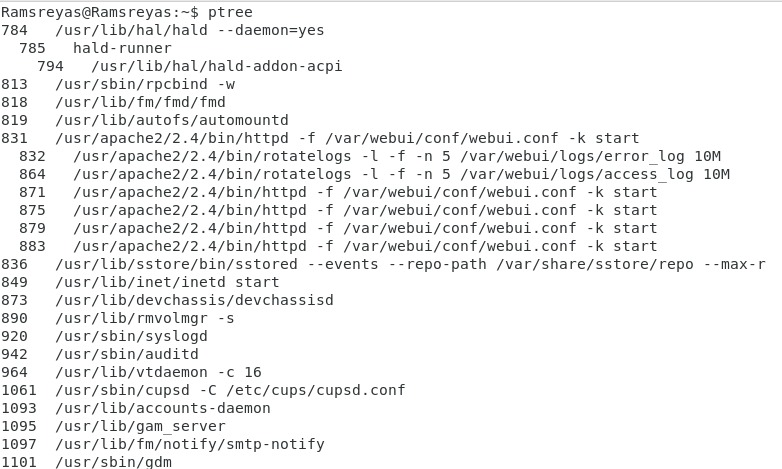 Ramsreyas@Ramsreyas:~$ ptree
784   /usr/lib/hal/hald --daemon=yes
  785   hald-runner
    794   /usr/lib/hal/hald-addon-acpi
813   /usr/sbin/rpcbind -w
818   /usr/lib/fm/fmd/fmd
819   /usr/lib/autofs/automountd
831   /usr/apache2/2.4/bin/httpd -f /var/webui/conf/webui.conf -k start
  832   /usr/apache2/2.4/bin/rotatelogs -l -f -n 5 /var/webui/logs/error_log 10M
  864   /usr/apache2/2.4/bin/rotatelogs -l -f -n 5 /var/webui/logs/access_log 10M
  871   /usr/apache2/2.4/bin/httpd -f /var/webui/conf/webui.conf -k start
  875   /usr/apache2/2.4/bin/httpd -f /var/webui/conf/webui.conf -k start
  879   /usr/apache2/2.4/bin/httpd -f /var/webui/conf/webui.conf -k start
  883   /usr/apache2/2.4/bin/httpd -f /var/webui/conf/webui.conf -k start
836   /usr/lib/sstore/bin/sstored --events --repo-path /var/share/sstore/repo --max-r
849   /usr/lib/inet/inetd start
873   /usr/lib/devchassis/devchassisd
890   /usr/lib/rmvolmgr -s
920   /usr/sbin/syslogd
942   /usr/sbin/auditd
964   /usr/lib/vtdaemon -c 16
1061  /usr/sbin/cupsd -C /etc/cups/cupsd.conf
1093  /usr/lib/accounts-daemon
1095  /usr/lib/gam_server
1097  /usr/lib/fm/notify/smtp-notify
1101  /usr/sbin/gdm